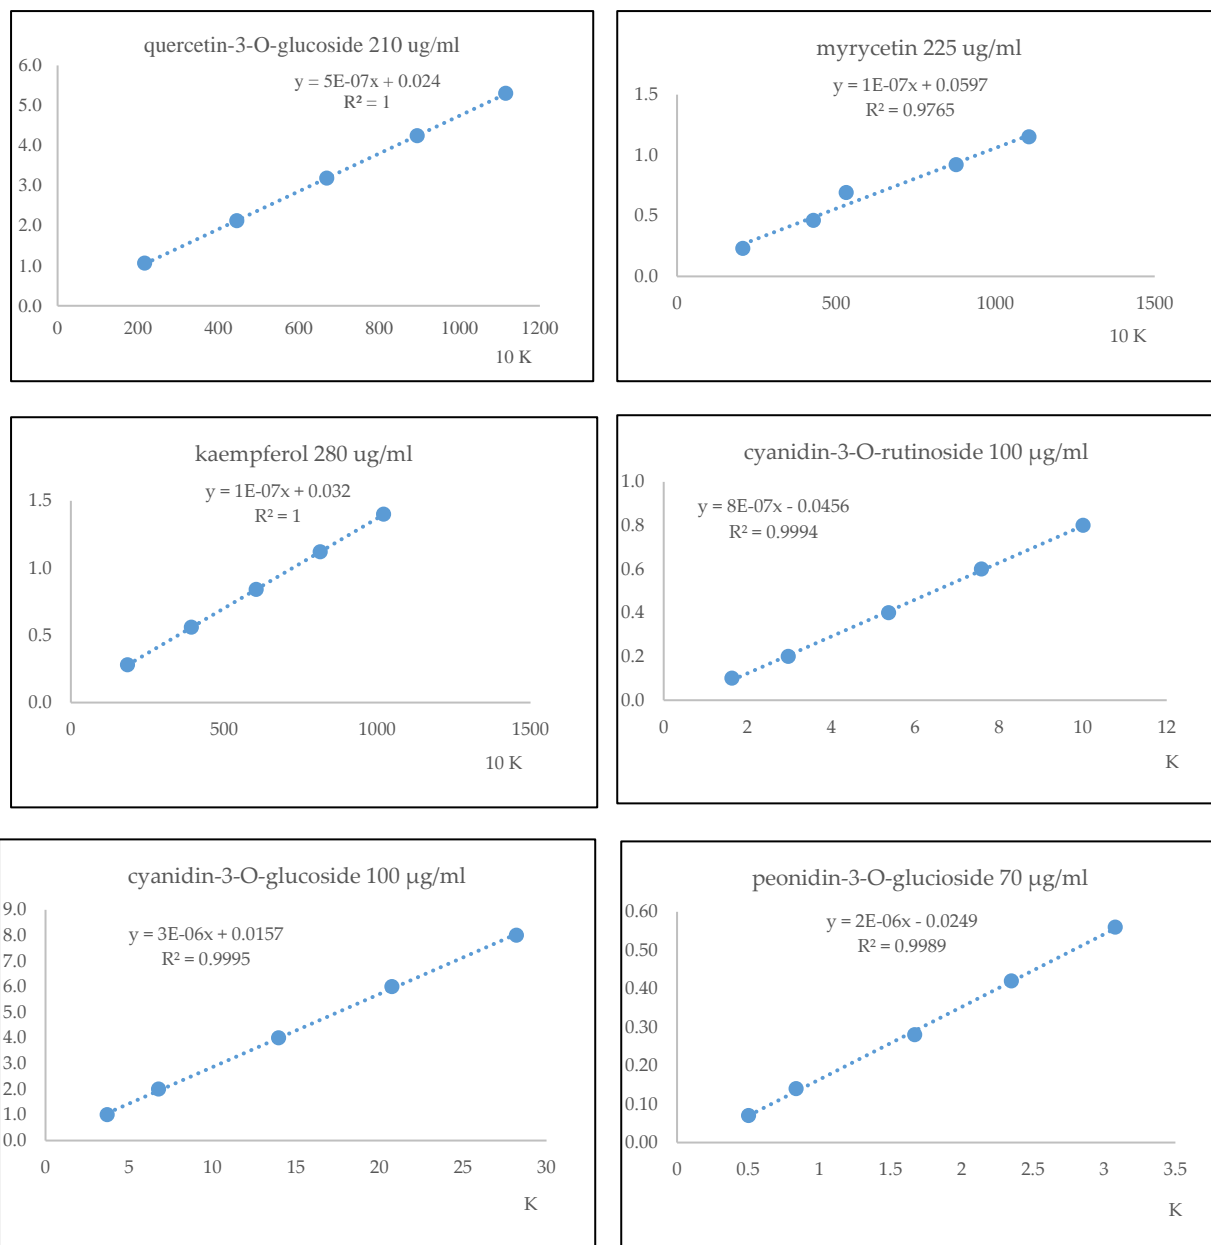 quercetin-3-O-glucoside 210 ug/ml
y = 5E-07x + 0.024
R² = 1
6.0
5.0
4.0
3.0
2.0
1.0
0.0
0 200 400 600 800 1000 1200
10 K
myrycetin 225 ug/ml
y = 1E-07x + 0.0597
R² = 0.9765
1.5
1.0
0.5
0.0
0 500 1000 1500
10 K
kaempferol 280 ug/ml
y = 1E-07x + 0.032
R² = 1
1.5
1.0
0.5
0.0
0 500 1000 1500
10 K
cyanidin-3-O-rutinoside 100 µg/ml
y = 8E-07x - 0.0456
R² = 0.9994
1.0
0.8
0.6
0.4
0.2
0.0
0 2 4 6 8 10 12
K
cyanidin-3-O-glucoside 100 µg/ml
y = 3E-06x + 0.0157
R² = 0.9995
9.0
8.0
7.0
6.0
5.0
4.0
3.0
2.0
1.0
0.0
0 5 10 15 20 25 30
K
peonidin-3-O-glucioside 70 µg/ml
y = 2E-06x - 0.0249
R² = 0.9989
0.60
0.50
0.40
0.30
0.20
0.10
0.00
0 0.5 1 1.5 2 2.5 3 3.5
K